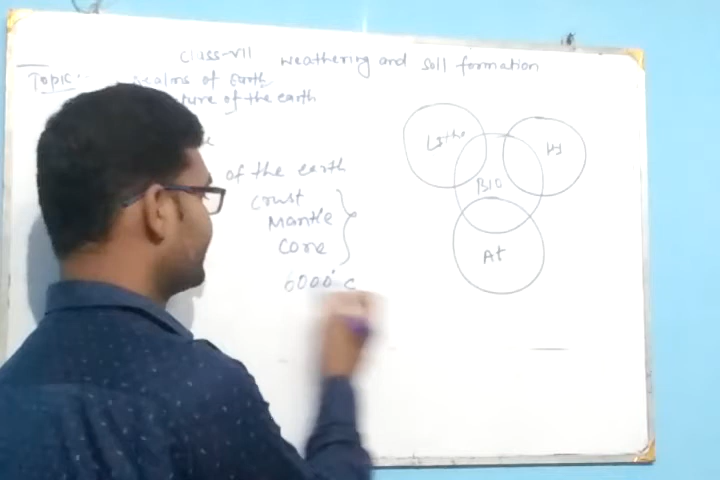 Class-VII Weathering and Soll formation
Topic:- realms of Earth
ture of the earth
of the earth
Crust
Mantle
Core
6000°C
Litho
Hy
BIO
At